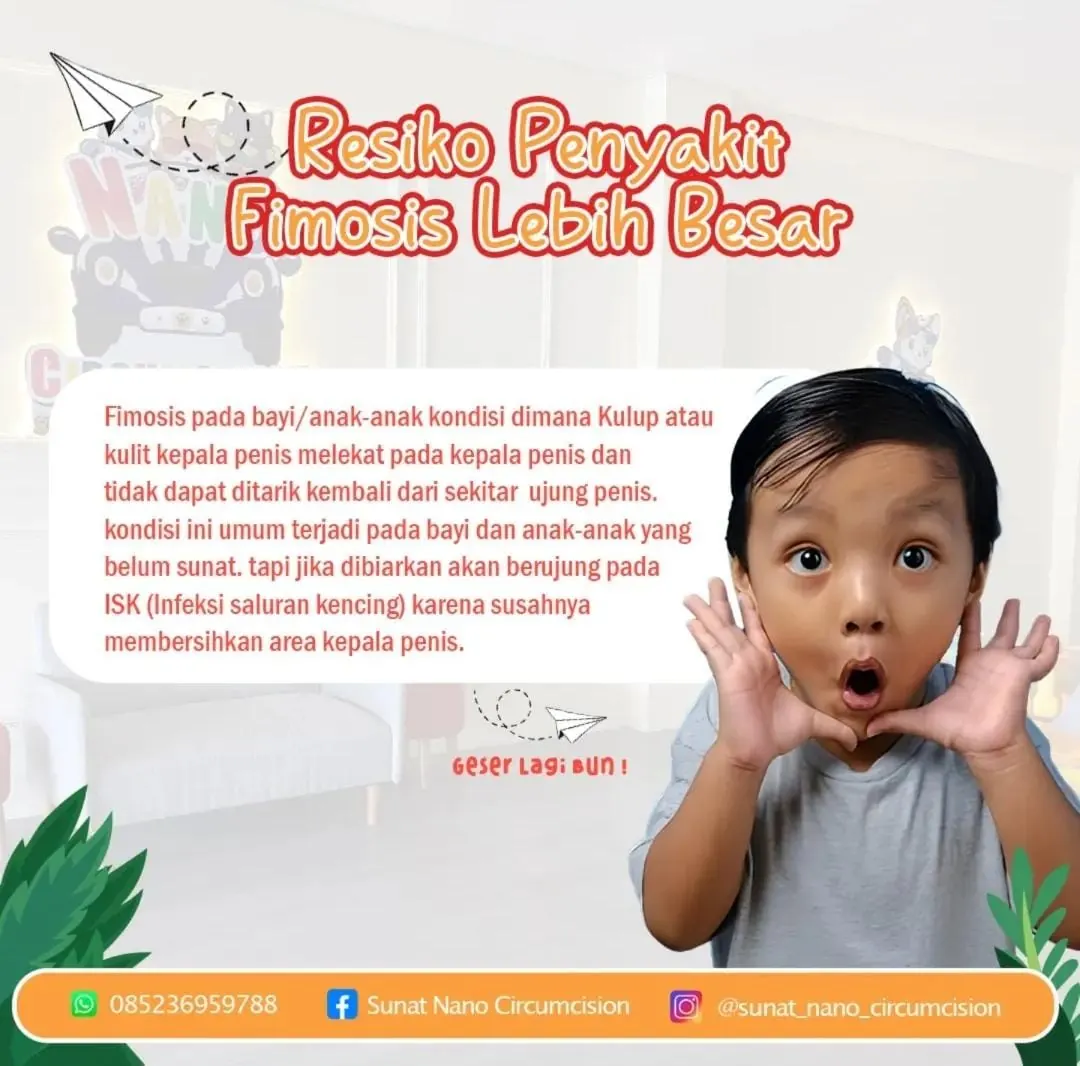 Resiko Penyakit
Fimosis Lebih Besar
NAN
Fimosis pada bayi/anak-anak kondisi dimana Kulup atau
kulit kepala penis melekat pada kepala penis dan
tidak dapat ditarik kembali dari sekitar ujung penis.
kondisi ini umum terjadi pada bayi dan anak-anak yang
belum sunat. tapi jika dibiarkan akan berujung pada
ISK (Infeksi saluran kencing) karena susahnya
membersihkan area kepala penis.
Geser Lagi Bun !
085236959788
Sunat Nano Circumcision
@sunat_nano_circumcision